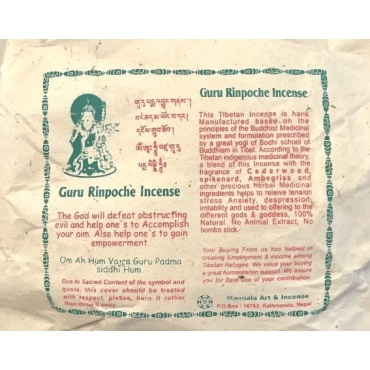 གུ་རུ་
ཨོཾ་ཨཱཿཧཱུྃ་བཛྲ་གུ་རུ་
པདྨ་སིདྡྷི་ཧཱུྃ
Guru Rinpoche Incense
The God will defeat obstructing
evil and help one's to Accomplish
your aim. Also help one's to gain
empowerment.
Om Ah Hum Vajra Guru Padma
siddhi Hum
Due to Sacred Content of the symbol and
quote, this cover should be treated
with respect, please, burn it rather
than throw it away.
Guru Rinpoche Incense
This Tibetan Incense is hand
Manufactured based on the
principles of the Buddhist Medicinal
system and formulation prescribed
by great yogi of Bodhi school of
Buddhism in Tibet. According to the
Tibetan indigenous medicinal theory,
a blend of this Incense with the
fragrance of Cedarwood,
spikenard, Ambegriss and
other precious herbal Medicinal
ingredients helps to relieve tension
stress Anxiety, despression,
irritability and used to offering to the
different gods & goddess, 100%
Natural. No Animal Extract, No
bombo stick.
Your Buying From us has helped in
creating Employment & income among
Tibetan Refugee. We value your buying
a great humanitarian support. We ensure
you for Best use of your contribution.
Mandala Art & Incense
P.O.Box : 16762, Kathmandu, Nepal